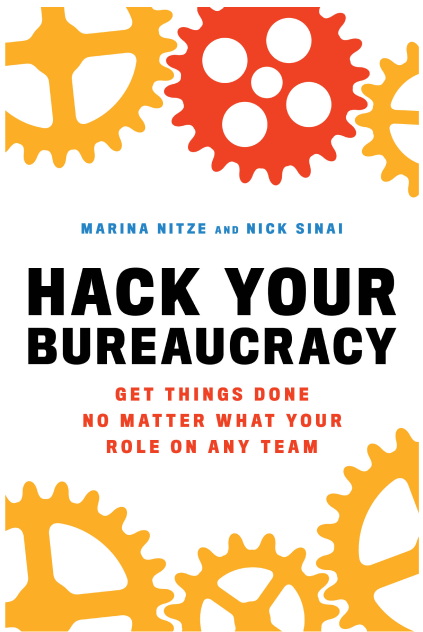 MARINA NITZE AND NICK SINAI
HACK YOUR
BUREAUCRACY
GET THINGS DONE
NO MATTER WHAT YOUR
ROLE ON ANY TEAM